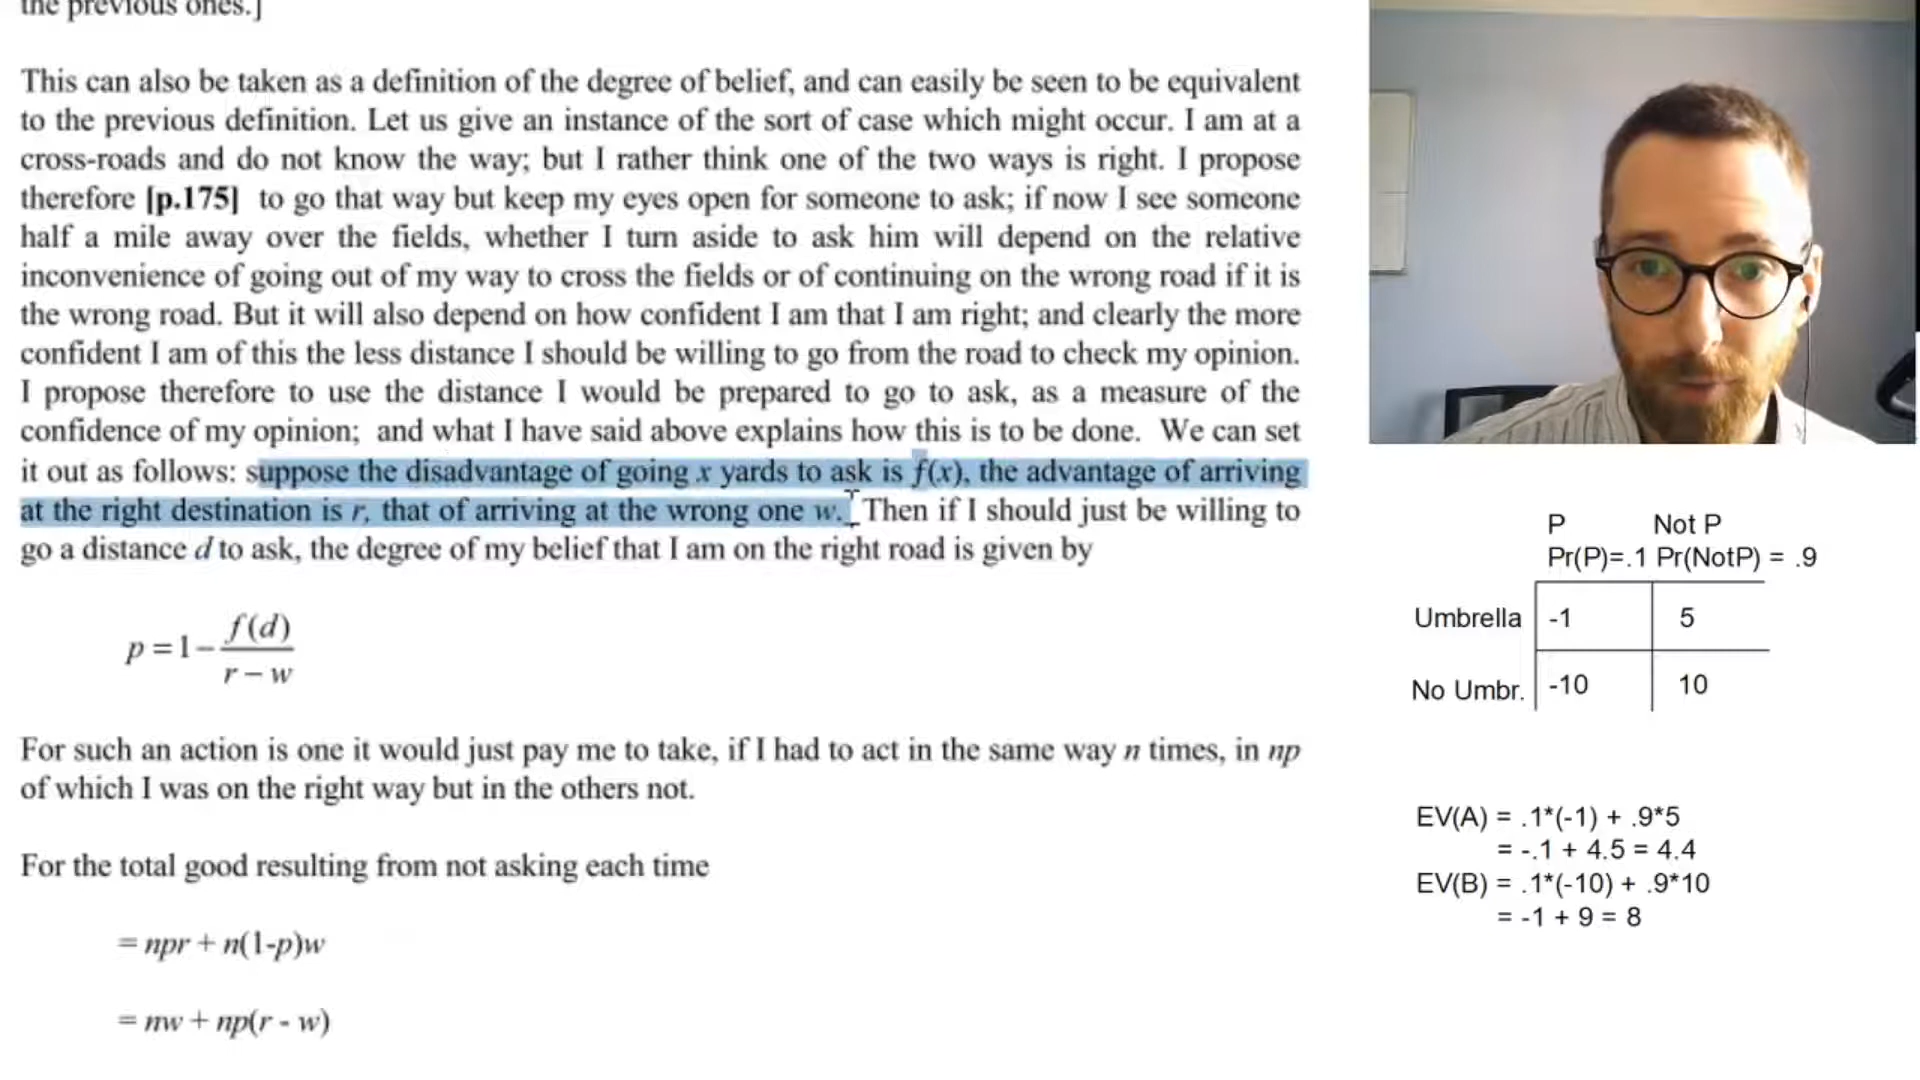 the previous ones.]
This can also be taken as a definition of the degree of belief, and can easily be seen to be equivalent
to the previous definition. Let us give an instance of the sort of case which might occur. I am at a
cross-roads and do not know the way; but I rather think one of the two ways is right. I propose
therefore [p.175] to go that way but keep my eyes open for someone to ask; if now I see someone
half a mile away over the fields, whether I turn aside to ask him will depend on the relative
inconvenience of going out of my way to cross the fields or of continuing on the wrong road if it is
the wrong road. But it will also depend on how confident I am that I am right; and clearly the more
confident I am of this the less distance I should be willing to go from the road to check my opinion.
I propose therefore to use the distance I would be prepared to go to ask, as a measure of the
confidence of my opinion; and what I have said above explains how this is to be done. We can set
it out as follows: suppose the disadvantage of going x yards to ask is f(x), the advantage of arriving
at the right destination is r, that of arriving at the wrong one w. Then if I should just be willing to
go a distance d to ask, the degree of my belief that I am on the right road is given by
p = 1 - f(d)
r - w
For such an action is one it would just pay me to take, if I had to act in the same way n times, in np
of which I was on the right way but in the others not.
For the total good resulting from not asking each time
= npr + n(1-p)w
= nw + np(r - w)
P Not P
Pr(P)=.1 Pr(NotP) = .9
Umbrella -1 5
No Umbr. -10 10
EV(A) = .1*(-1) + .9*5
= -.1 + 4.5 = 4.4
EV(B) = .1*(-10) + .9*10
= -1 + 9 = 8